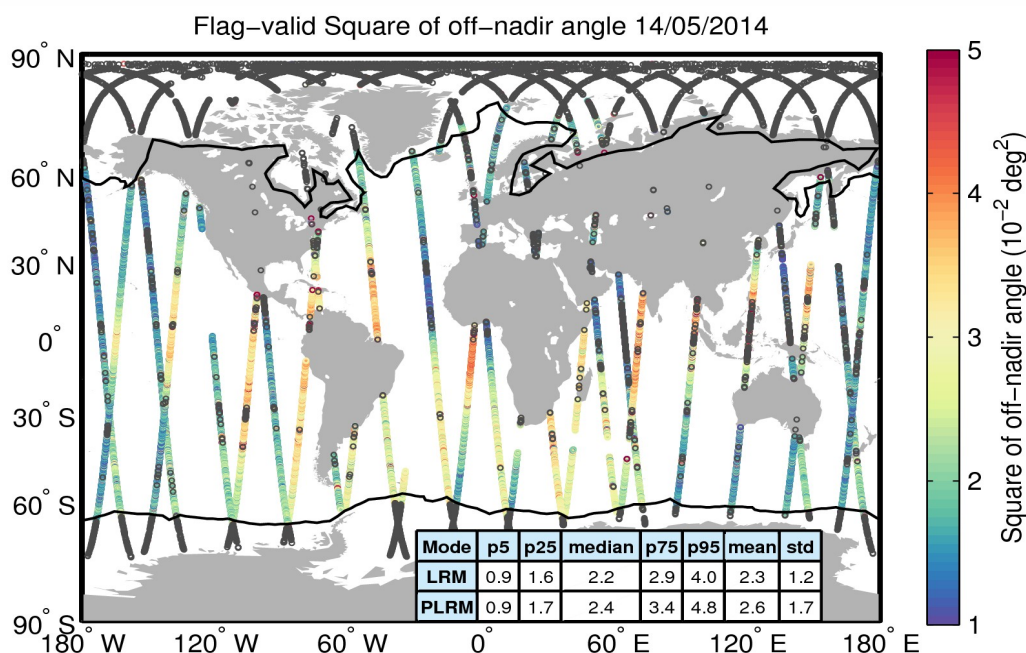 Flag−valid Square of off−nadir angle 14/05/2014
90° N
60° N
30° N
0°
30° S
60° S
90° S
180° W
120° W
60° W
0°
60° E
120° E
180° E
Mode p5 p25 median p75 p95 mean std
LRM 0.9 1.6 2.2 2.9 4.0 2.3 1.2
PLRM 0.9 1.7 2.4 3.4 4.8 2.6 1.7
5
4
3
2
1
Square of off−nadir angle (10⁻² deg²)